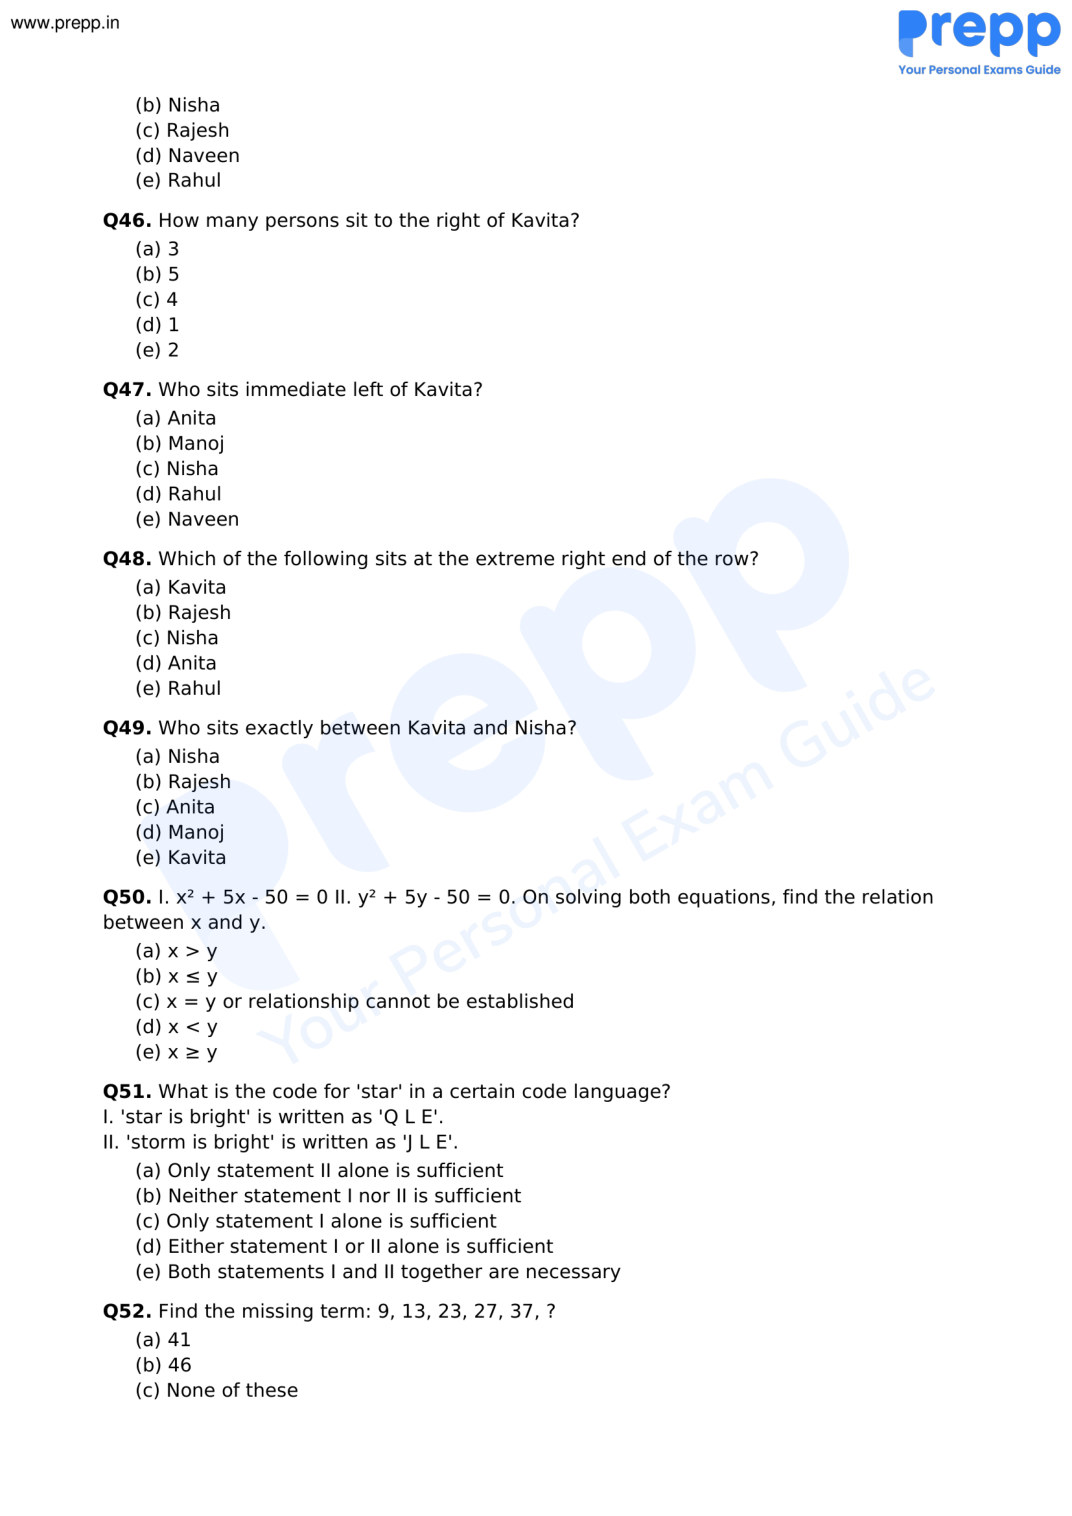 www.prepp.in
Prepp
Your Personal Exams Guide
(b) Nisha
(c) Rajesh
(d) Naveen
(e) Rahul
Q46. How many persons sit to the right of Kavita?
(a) 3
(b) 5
(c) 4
(d) 1
(e) 2
Q47. Who sits immediate left of Kavita?
(a) Anita
(b) Manoj
(c) Nisha
(d) Rahul
(e) Naveen
Q48. Which of the following sits at the extreme right end of the row?
(a) Kavita
(b) Rajesh
(c) Nisha
(d) Anita
(e) Rahul
Q49. Who sits exactly between Kavita and Nisha?
(a) Nisha
(b) Rajesh
(c) Anita
(d) Manoj
(e) Kavita
Q50. I. x² + 5x - 50 = 0 II. y² + 5y - 50 = 0. On solving both equations, find the relation
between x and y.
(a) x > y
(b) x ≤ y
(c) x = y or relationship cannot be established
(d) x < y
(e) x ≥ y
Q51. What is the code for 'star' in a certain code language?
I. 'star is bright' is written as 'Q L E'.
II. 'storm is bright' is written as 'J L E'.
(a) Only statement II alone is sufficient
(b) Neither statement I nor II is sufficient
(c) Only statement I alone is sufficient
(d) Either statement I or II alone is sufficient
(e) Both statements I and II together are necessary
Q52. Find the missing term: 9, 13, 23, 27, 37, ?
(a) 41
(b) 46
(c) None of these
prepp
Your Personal Exam Guide